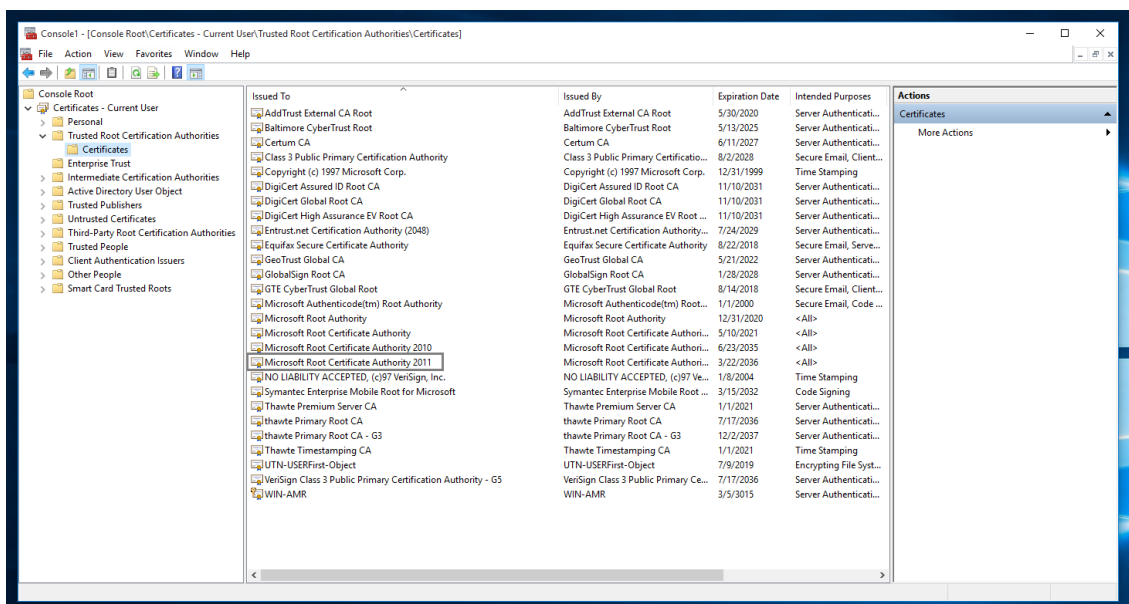 Console1 - [Console Root\Certificates - Current User\Trusted Root Certification Authorities\Certificates]
File Action View Favorites Window Help
Console Root
Certificates - Current User
Personal
Trusted Root Certification Authorities
Certificates
Enterprise Trust
Intermediate Certification Authorities
Active Directory User Object
Trusted Publishers
Untrusted Certificates
Third-Party Root Certification Authorities
Trusted People
Client Authentication Issuers
Other People
Smart Card Trusted Roots
Issued To Issued By Expiration Date Intended Purposes
AddTrust External CA Root AddTrust External CA Root 5/30/2020 Server Authenticati...
Baltimore CyberTrust Root Baltimore CyberTrust Root 5/13/2025 Server Authenticati...
Certum CA Certum CA 6/11/2027 Server Authenticati...
Class 3 Public Primary Certification Authority Class 3 Public Primary Certificatio... 8/2/2028 Secure Email, Client...
Copyright (c) 1997 Microsoft Corp. Copyright (c) 1997 Microsoft Corp. 12/31/1999 Time Stamping
DigiCert Assured ID Root CA DigiCert Assured ID Root CA 11/10/2031 Server Authenticati...
DigiCert Global Root CA DigiCert Global Root CA 11/10/2031 Server Authenticati...
DigiCert High Assurance EV Root CA DigiCert High Assurance EV Root ... 11/10/2031 Server Authenticati...
Entrust.net Certification Authority (2048) Entrust.net Certification Authority... 7/24/2029 Server Authenticati...
Equifax Secure Certificate Authority Equifax Secure Certificate Authority 8/22/2018 Secure Email, Serve...
GeoTrust Global CA GeoTrust Global CA 5/21/2022 Server Authenticati...
GlobalSign Root CA GlobalSign Root CA 1/28/2028 Server Authenticati...
GTE CyberTrust Global Root GTE CyberTrust Global Root 8/14/2018 Secure Email, Client...
Microsoft Authenticode(tm) Root Authority Microsoft Authenticode(tm) Root... 1/1/2000 Secure Email, Code ...
Microsoft Root Authority Microsoft Root Authority 12/31/2020 <All>
Microsoft Root Certificate Authority Microsoft Root Certificate Authori... 5/10/2021 <All>
Microsoft Root Certificate Authority 2010 Microsoft Root Certificate Authori... 6/23/2035 <All>
Microsoft Root Certificate Authority 2011 Microsoft Root Certificate Authori... 3/22/2036 <All>
NO LIABILITY ACCEPTED, (c)97 VeriSign, Inc. NO LIABILITY ACCEPTED, (c)97 Ve... 1/8/2004 Time Stamping
Symantec Enterprise Mobile Root for Microsoft Symantec Enterprise Mobile Root ... 3/15/2032 Code Signing
Thawte Premium Server CA Thawte Premium Server CA 1/1/2021 Server Authenticati...
thawte Primary Root CA thawte Primary Root CA 7/17/2036 Server Authenticati...
thawte Primary Root CA - G3 thawte Primary Root CA - G3 12/2/2037 Server Authenticati...
Thawte Timestamping CA Thawte Timestamping CA 1/1/2021 Time Stamping
UTN-USERFirst-Object UTN-USERFirst-Object 7/9/2019 Encrypting File Syst...
VeriSign Class 3 Public Primary Certification Authority - G5 VeriSign Class 3 Public Primary Ce... 7/17/2036 Server Authenticati...
WIN-AMR WIN-AMR 3/5/3015 Server Authenticati...
Actions
Certificates
More Actions